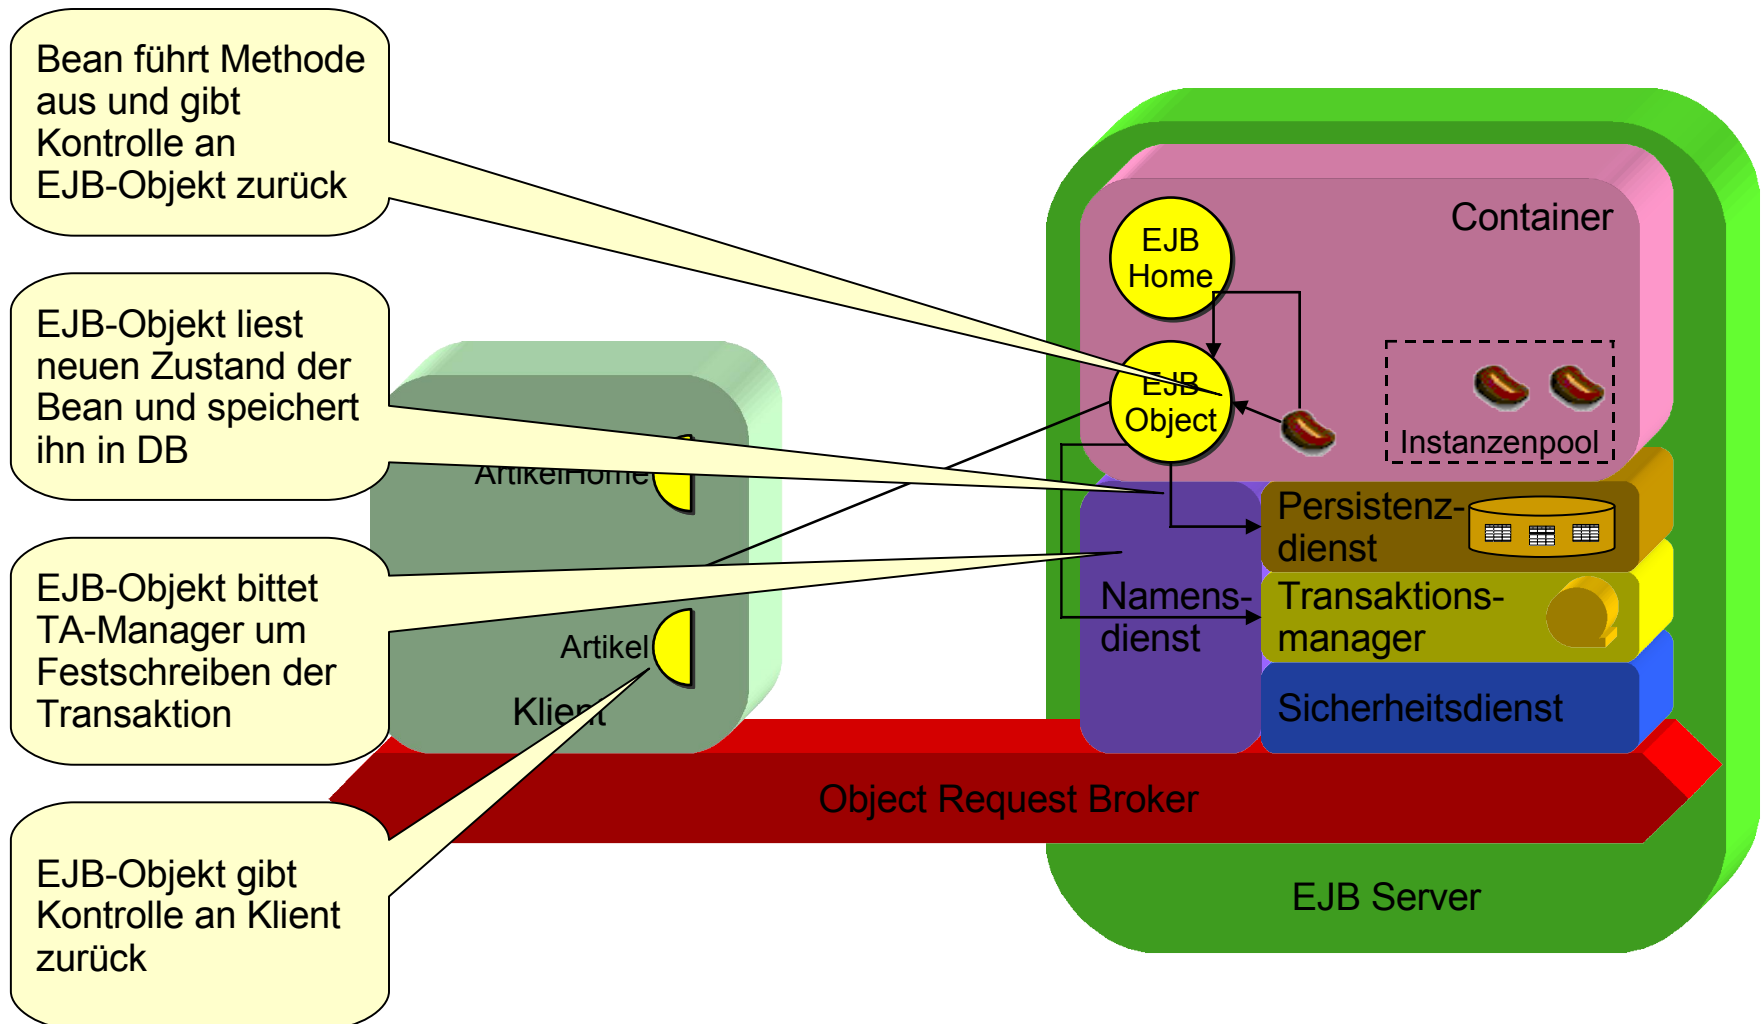 Bean führt Methode
aus und gibt
Kontrolle an
EJB-Objekt zurück
EJB-Objekt liest
neuen Zustand der
Bean und speichert
ihn in DB
EJB-Objekt bittet
TA-Manager um
Festschreiben der
Transaktion
EJB-Objekt gibt
Kontrolle an Klient
zurück
ArtikelHome
Artikel
Klient
Container
EJB
Home
EJB
Object
Instanzenpool
Persistenz-
dienst
Namens-
dienst
Transaktions-
manager
Sicherheitsdienst
Object Request Broker
EJB Server